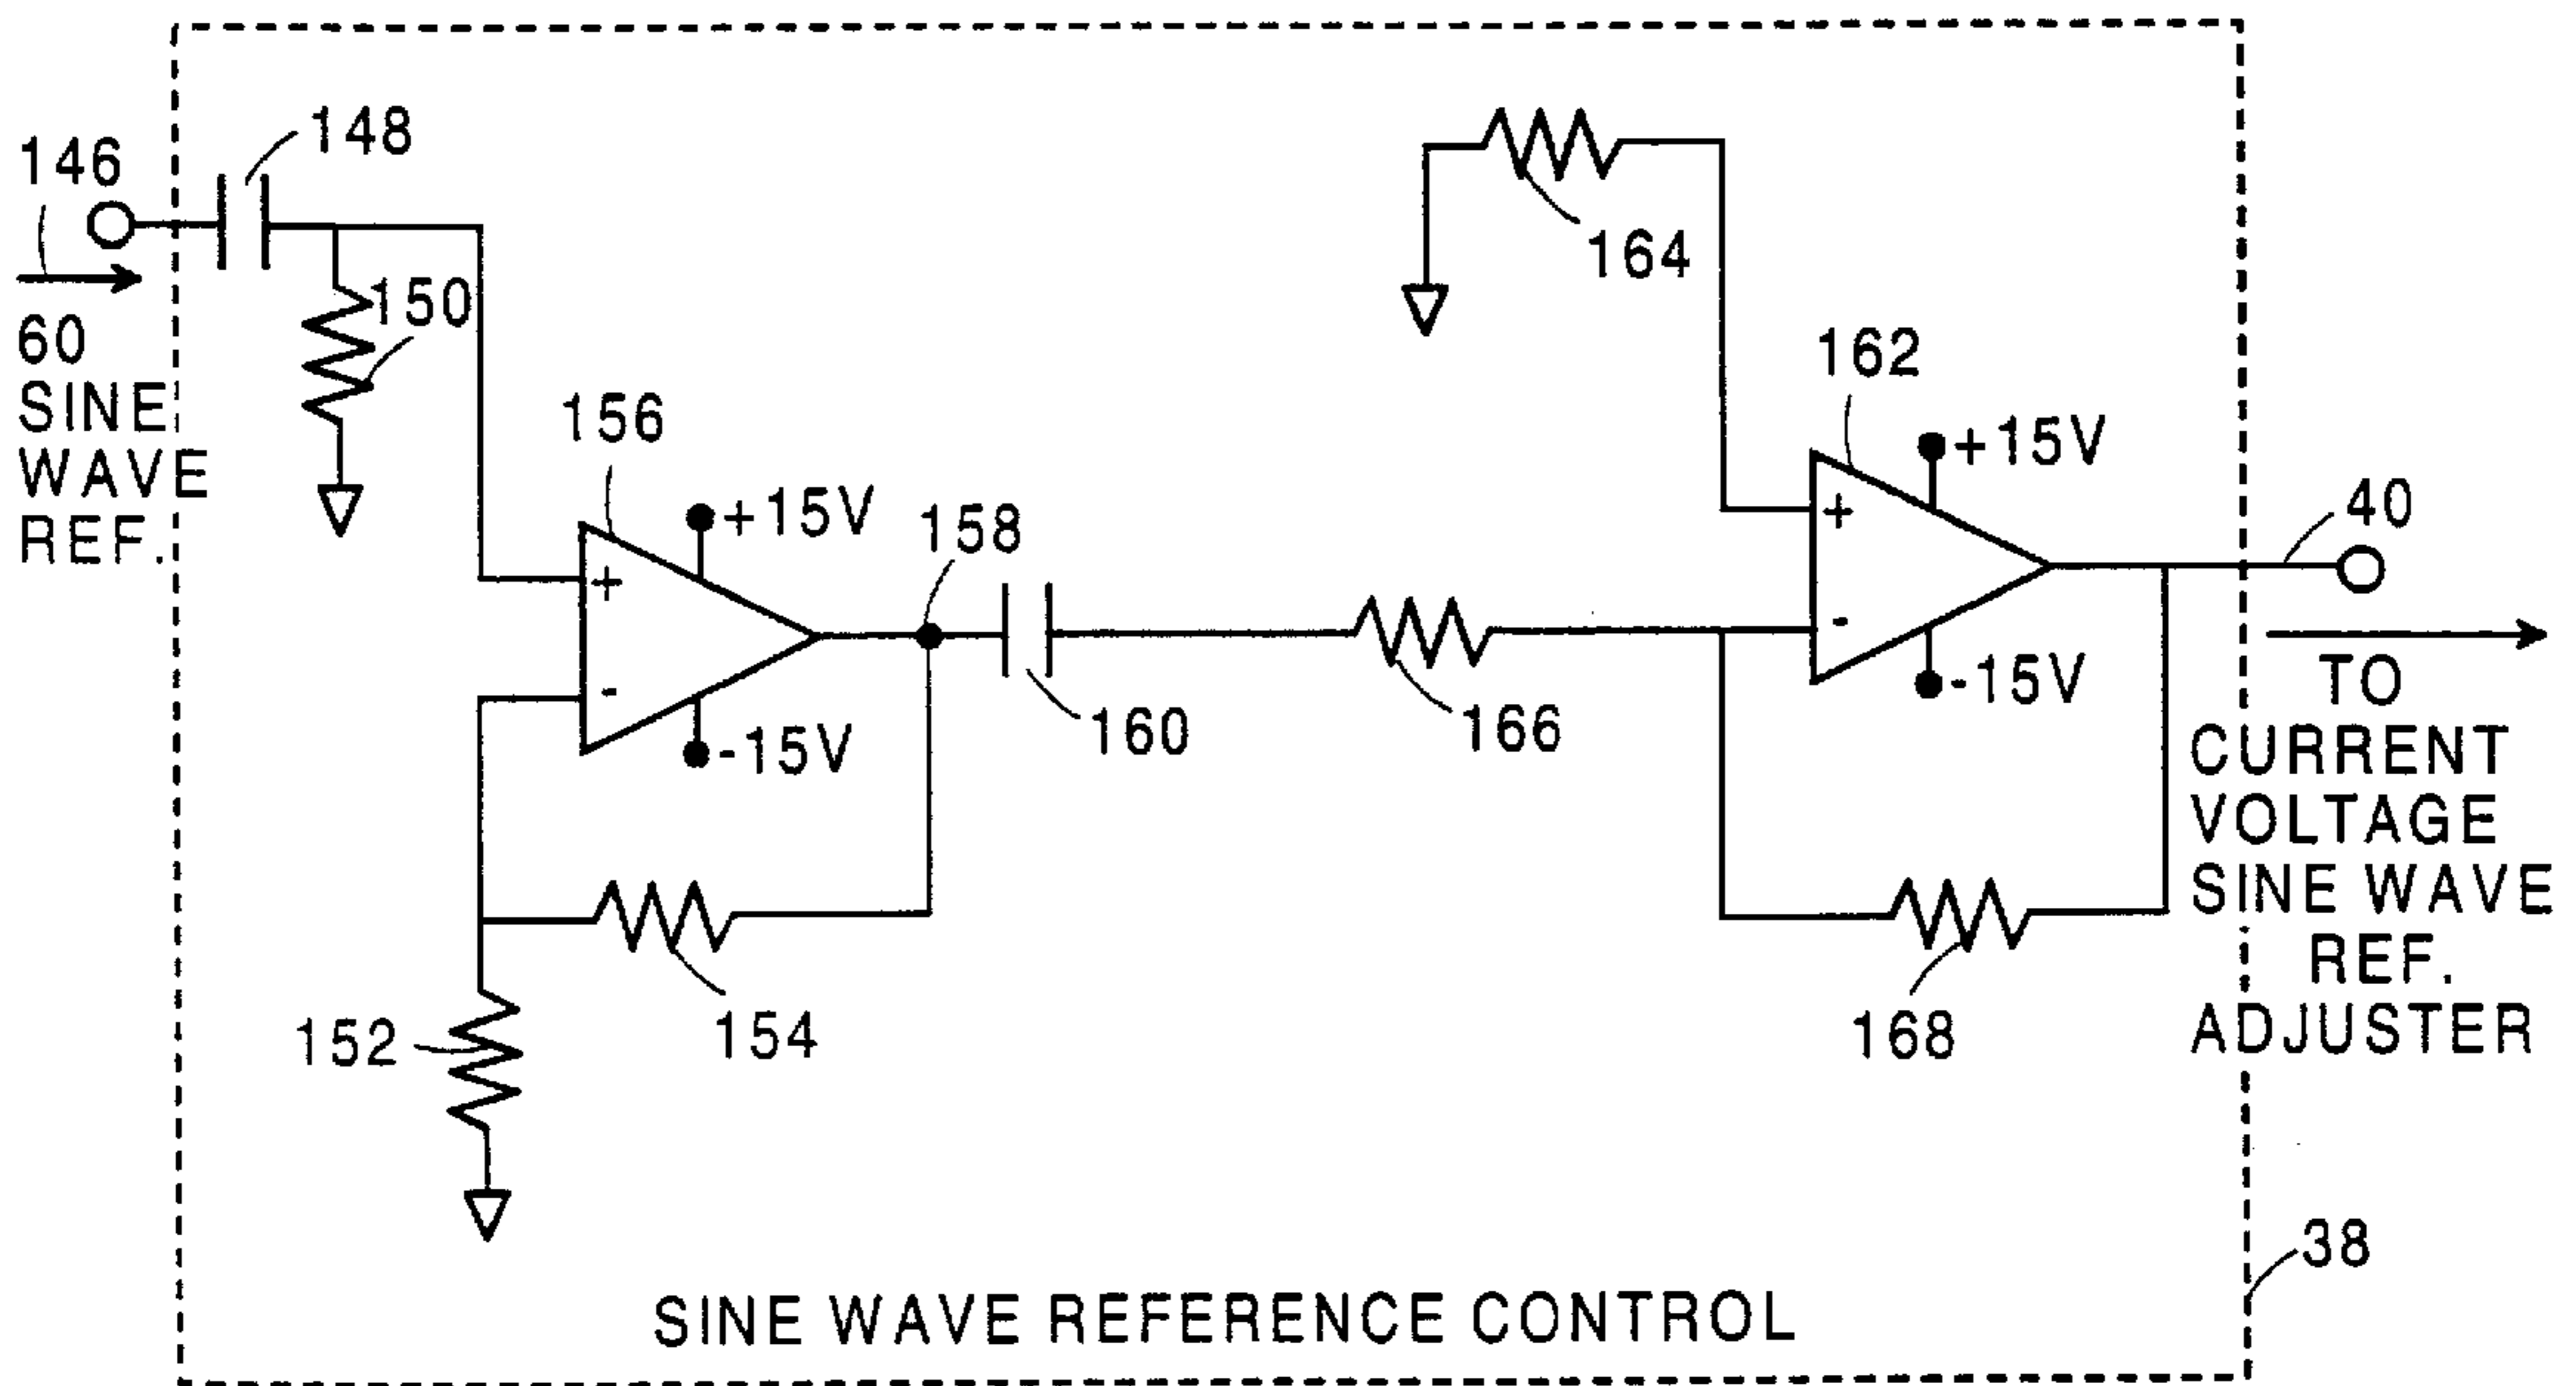 148
146
150
164
60
SINE
WAVE
REF.
156
162
+15V
+15V
158
40
+
+
-
-
-15V
-15V
160
166
TO
CURRENT
VOLTAGE
SINE WAVE
REF.
ADJUSTER
152
154
168
38
SINE WAVE REFERENCE CONTROL